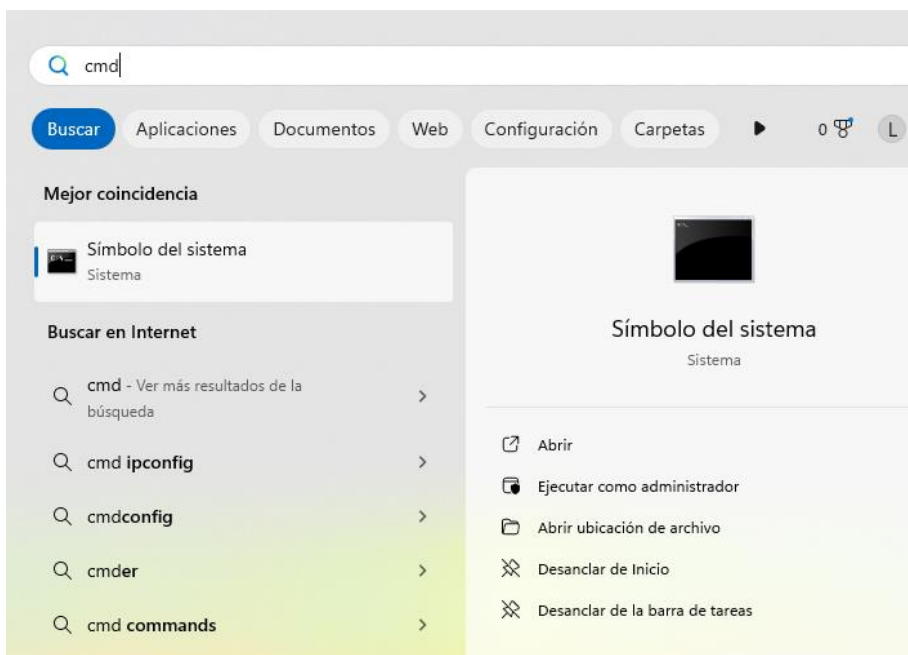 cmd
Buscar
Aplicaciones
Documentos
Web
Configuración
Carpetas
0
L
Mejor coincidencia
Símbolo del sistema
Sistema
Buscar en Internet
cmd - Ver más resultados de la
búsqueda
cmd ipconfig
cmdconfig
cmder
cmd commands
Símbolo del sistema
Sistema
Abrir
Ejecutar como administrador
Abrir ubicación de archivo
Desanclar de Inicio
Desanclar de la barra de tareas